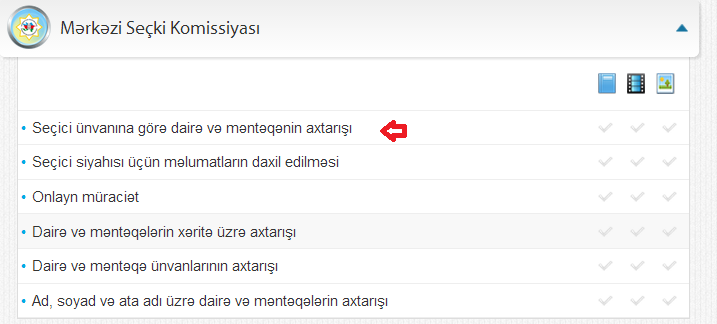 Mərkəzi Seçki Komissiyası
Seçici ünvanına görə dairə və məntəqənin axtarışı
Seçici siyahısı üçün məlumatların daxil edilməsi
Onlayn müraciət
Dairə və məntəqələrin xəritə üzrə axtarışı
Dairə və məntəqə ünvanlarının axtarışı
Ad, soyad və ata adı üzrə dairə və məntəqələrin axtarışı